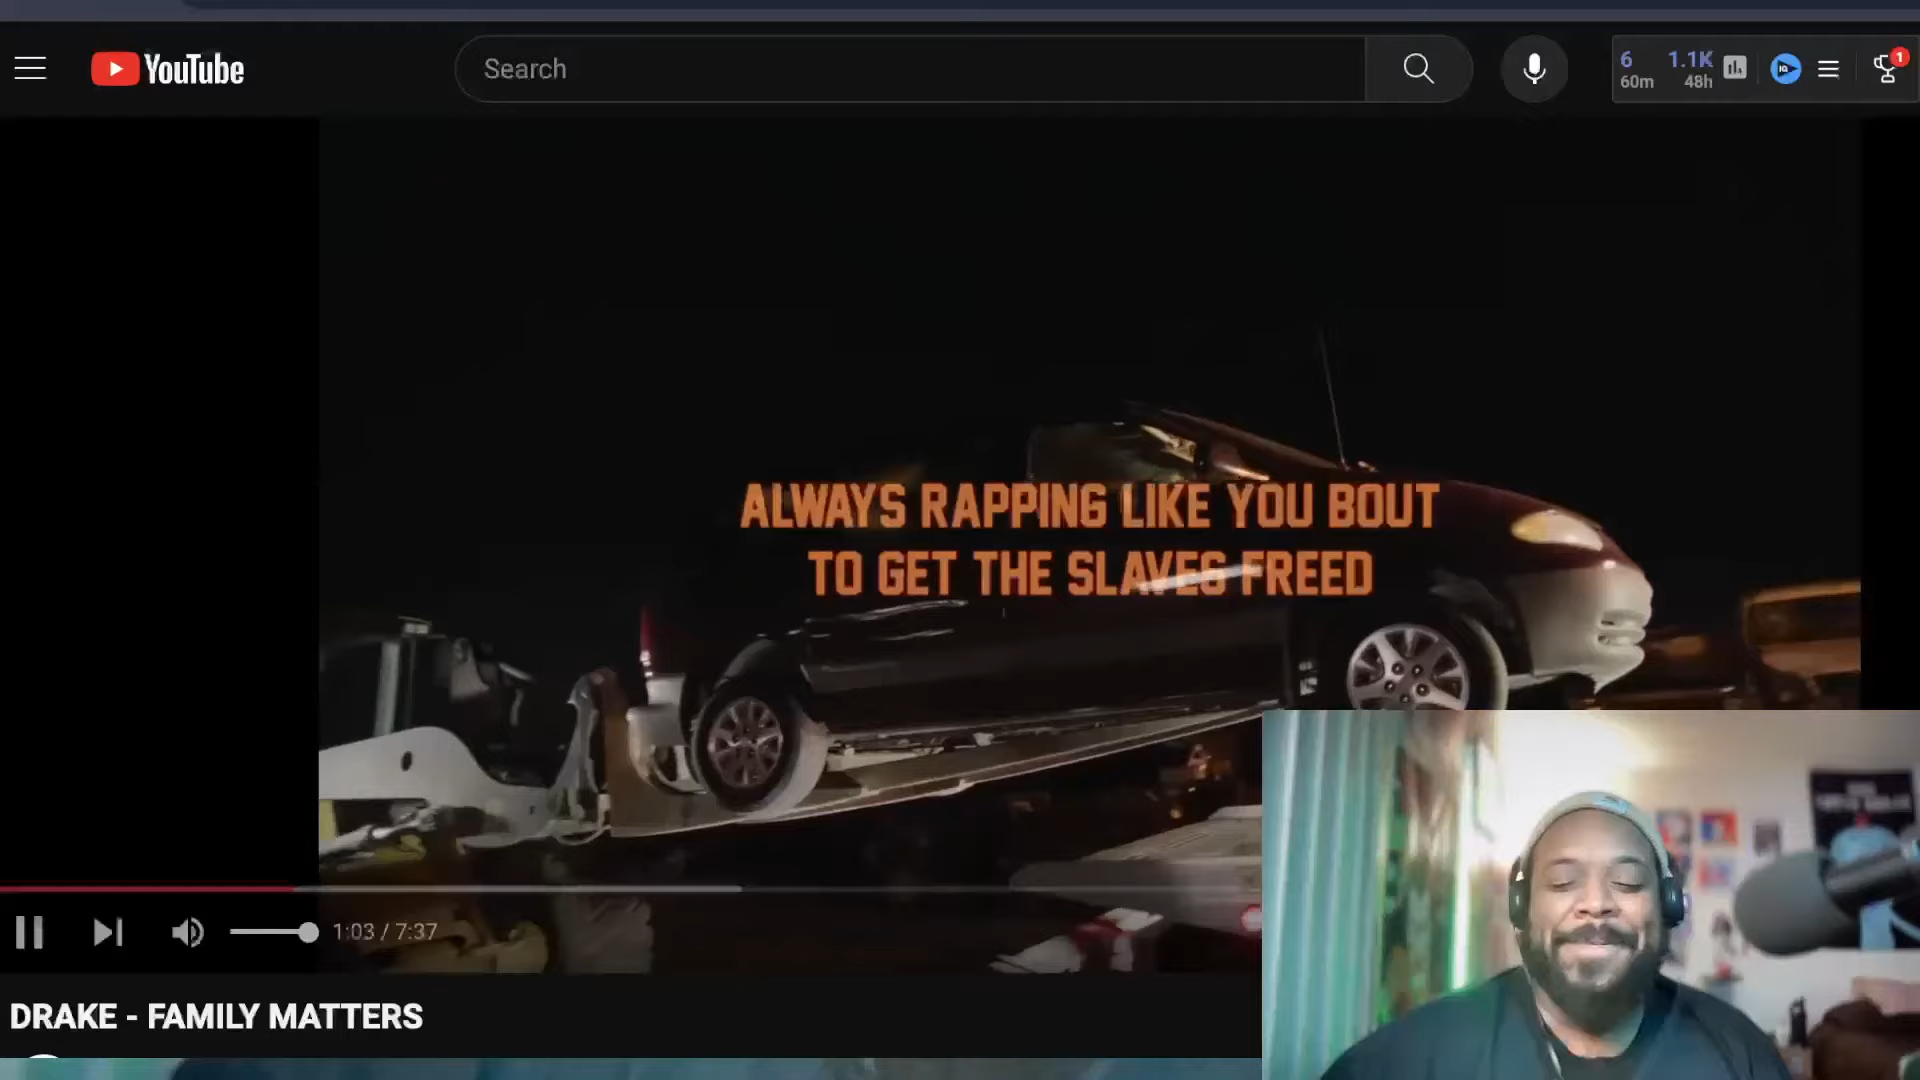 YouTube
Search
6 1.1K
60m 48h
IQ
1
ALWAYS RAPPING LIKE YOU BOUT
TO GET THE SLAVES FREED
1:03 / 7:37
DRAKE - FAMILY MATTERS